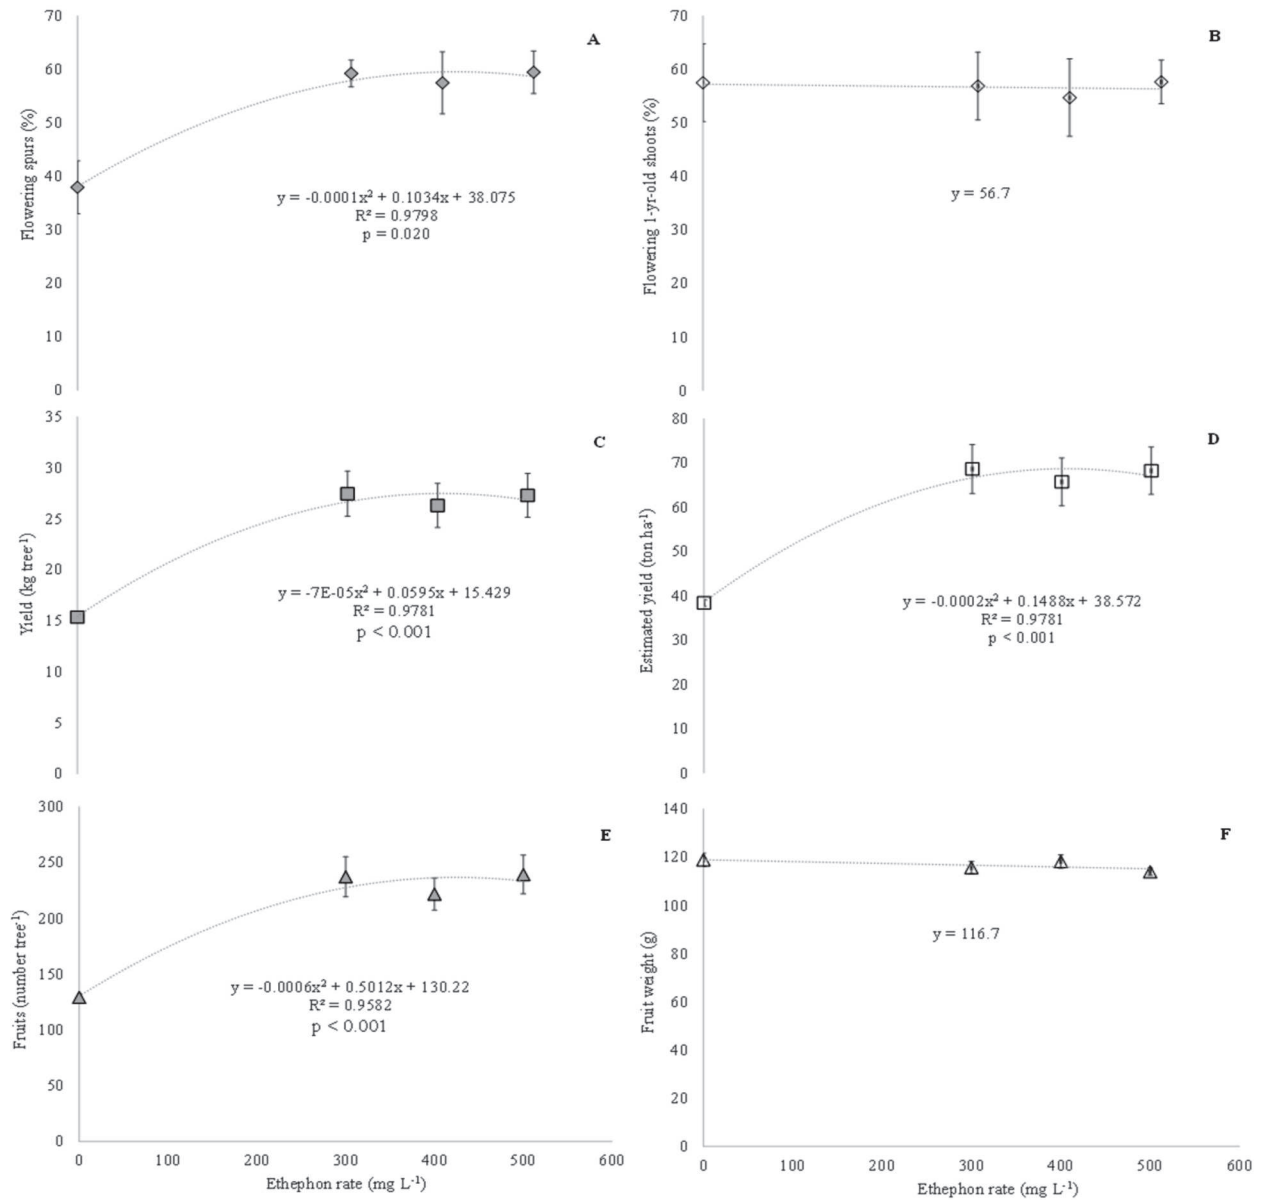 A
Flowering spurs (%)
70
60
50
40
30
20
10
0
y = -0.0001x² + 0.1034x + 38.075
R² = 0.9798
p = 0.020
B
Flowering 1-yr-old shoots (%)
70
60
50
40
30
20
10
0
y = 56.7
C
Yield (kg tree⁻¹)
35
30
25
20
15
10
5
0
y = -7E-05x² + 0.0595x + 15.429
R² = 0.9781
p < 0.001
D
Estimated yield (ton ha⁻¹)
80
70
60
50
40
30
20
10
0
y = -0.0002x² + 0.1488x + 38.572
R² = 0.9781
p < 0.001
E
Fruits (number tree⁻¹)
300
250
200
150
100
50
0
y = -0.0006x² + 0.5012x + 130.22
R² = 0.9582
p < 0.001
0 100 200 300 400 500 600
Ethephon rate (mg L⁻¹)
F
Fruit weight (g)
140
120
100
80
60
40
20
0
y = 116.7
0 100 200 300 400 500 600
Ethephon rate (mg L⁻¹)